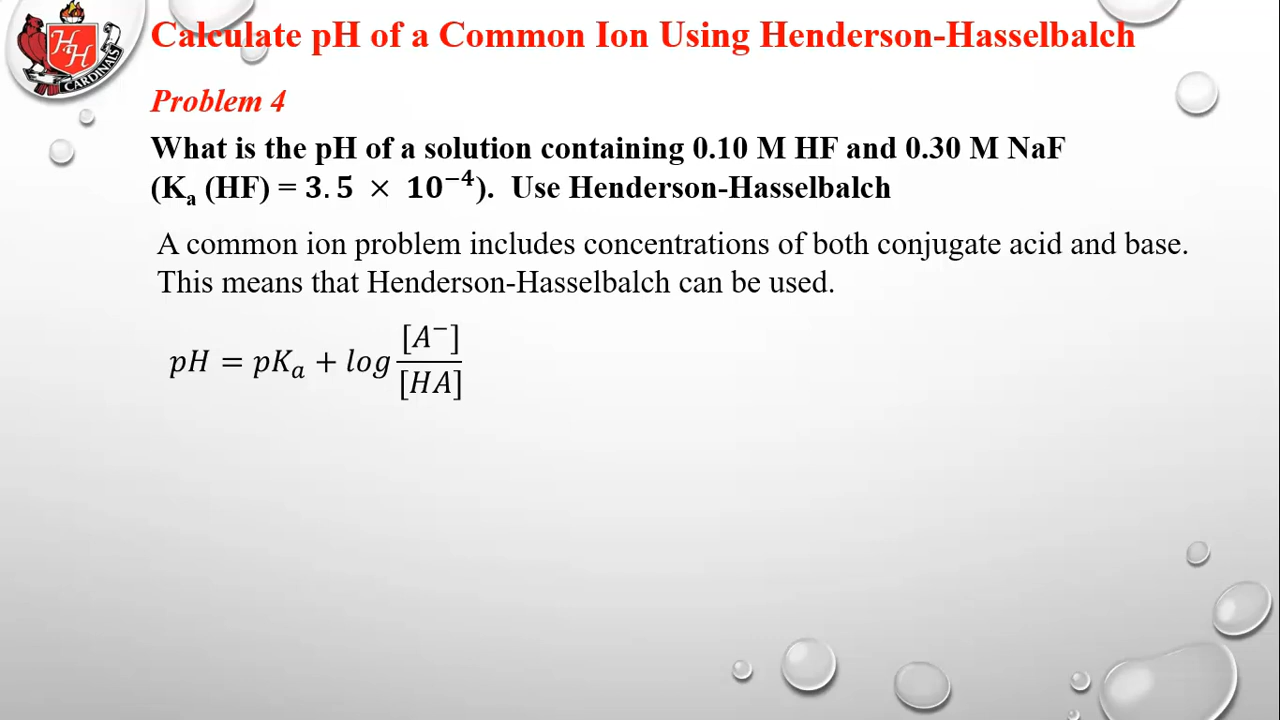 H&H
CARDINALS
Calculate pH of a Common Ion Using Henderson-Hasselbalch
Problem 4
What is the pH of a solution containing 0.10 M HF and 0.30 M NaF
(Kₐ (HF) = 3.5 × 10⁻⁴). Use Henderson-Hasselbalch
A common ion problem includes concentrations of both conjugate acid and base.
This means that Henderson-Hasselbalch can be used.
pH = pKₐ + log [A⁻]/[HA]